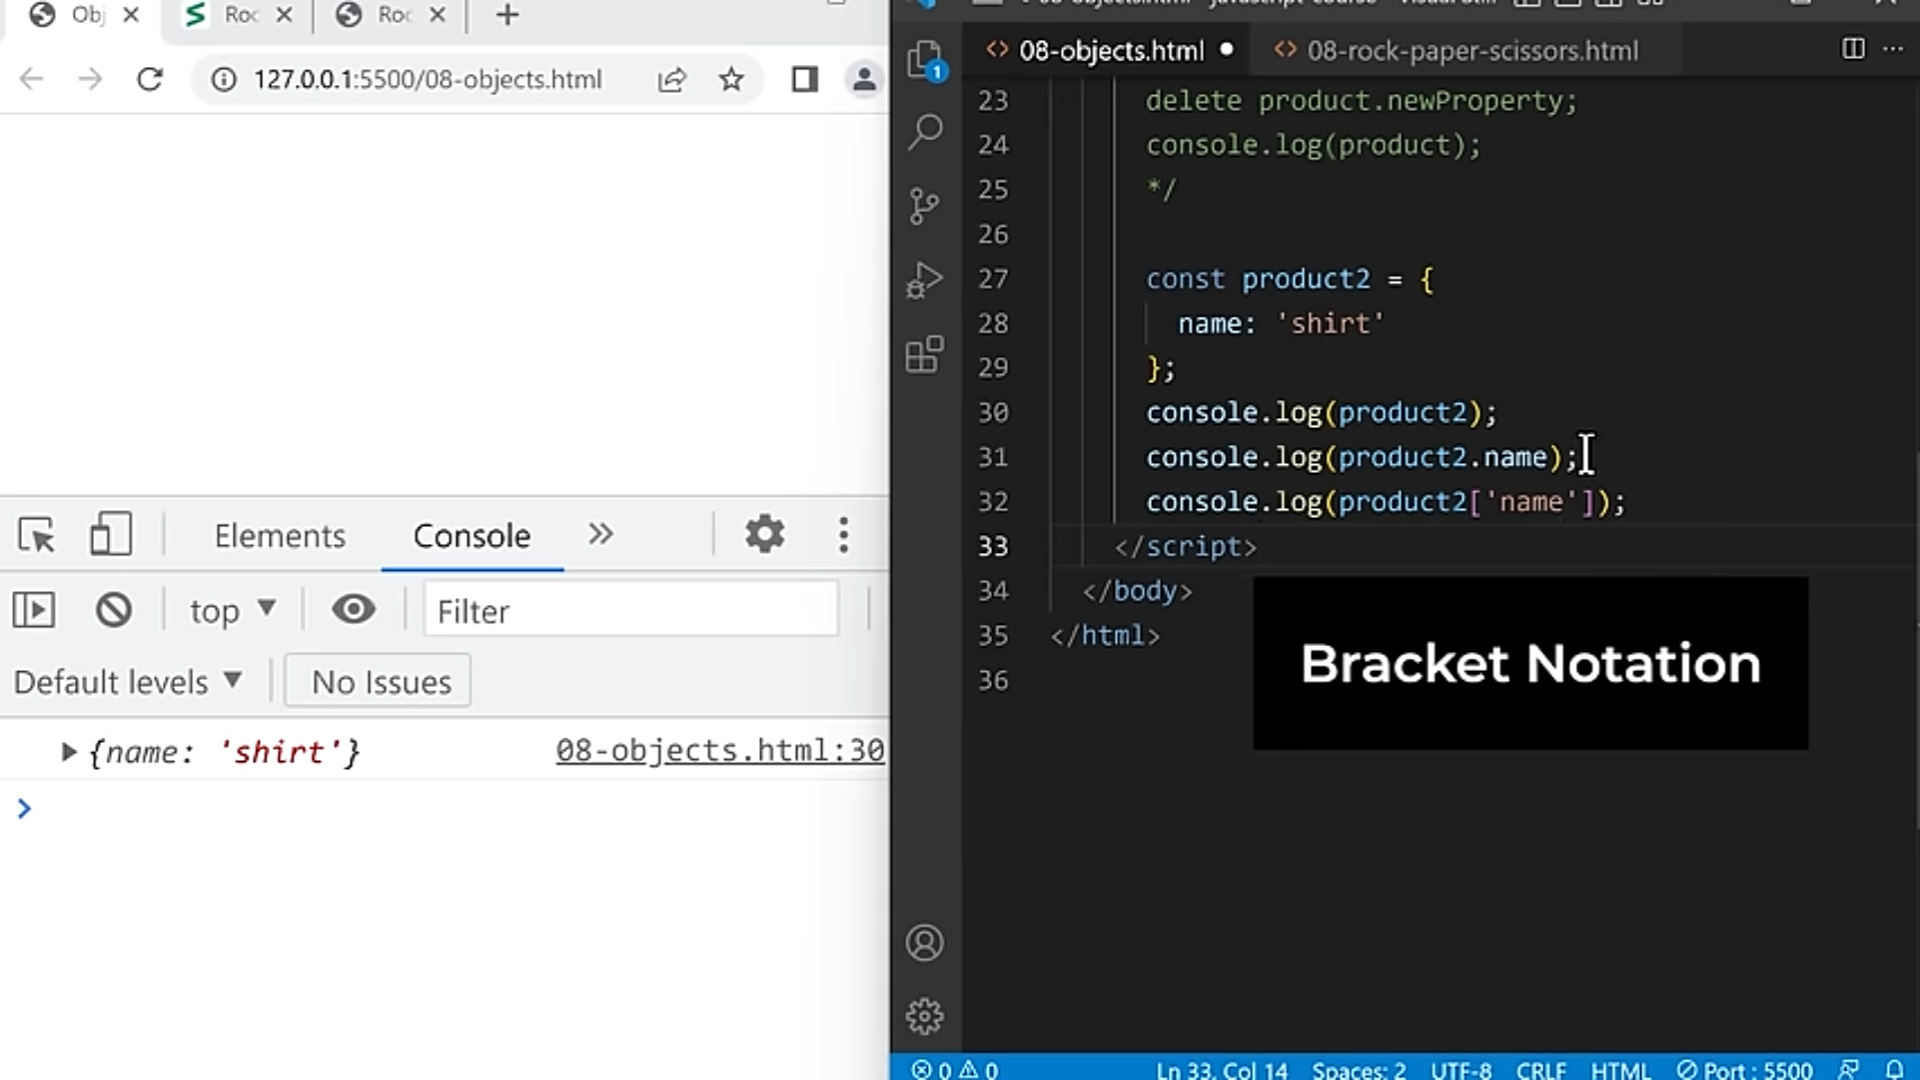 Obj
Roc
Roc
127.0.0.1:5500/08-objects.html
Elements
Console
top
Filter
Default levels
No Issues
{name: 'shirt'}
08-objects.html:30
08-objects.html
08-rock-paper-scissors.html
1
23 delete product.newProperty;
24 console.log(product);
25 */
26
27 const product2 = {
28 name: 'shirt'
29 };
30 console.log(product2);
31 console.log(product2.name);
32 console.log(product2['name']);
33 </script>
34 </body>
35 </html>
36
Bracket Notation
0 0 Ln 33, Col 14 Spaces: 2 UTF-8 CRLF HTML Port : 5500